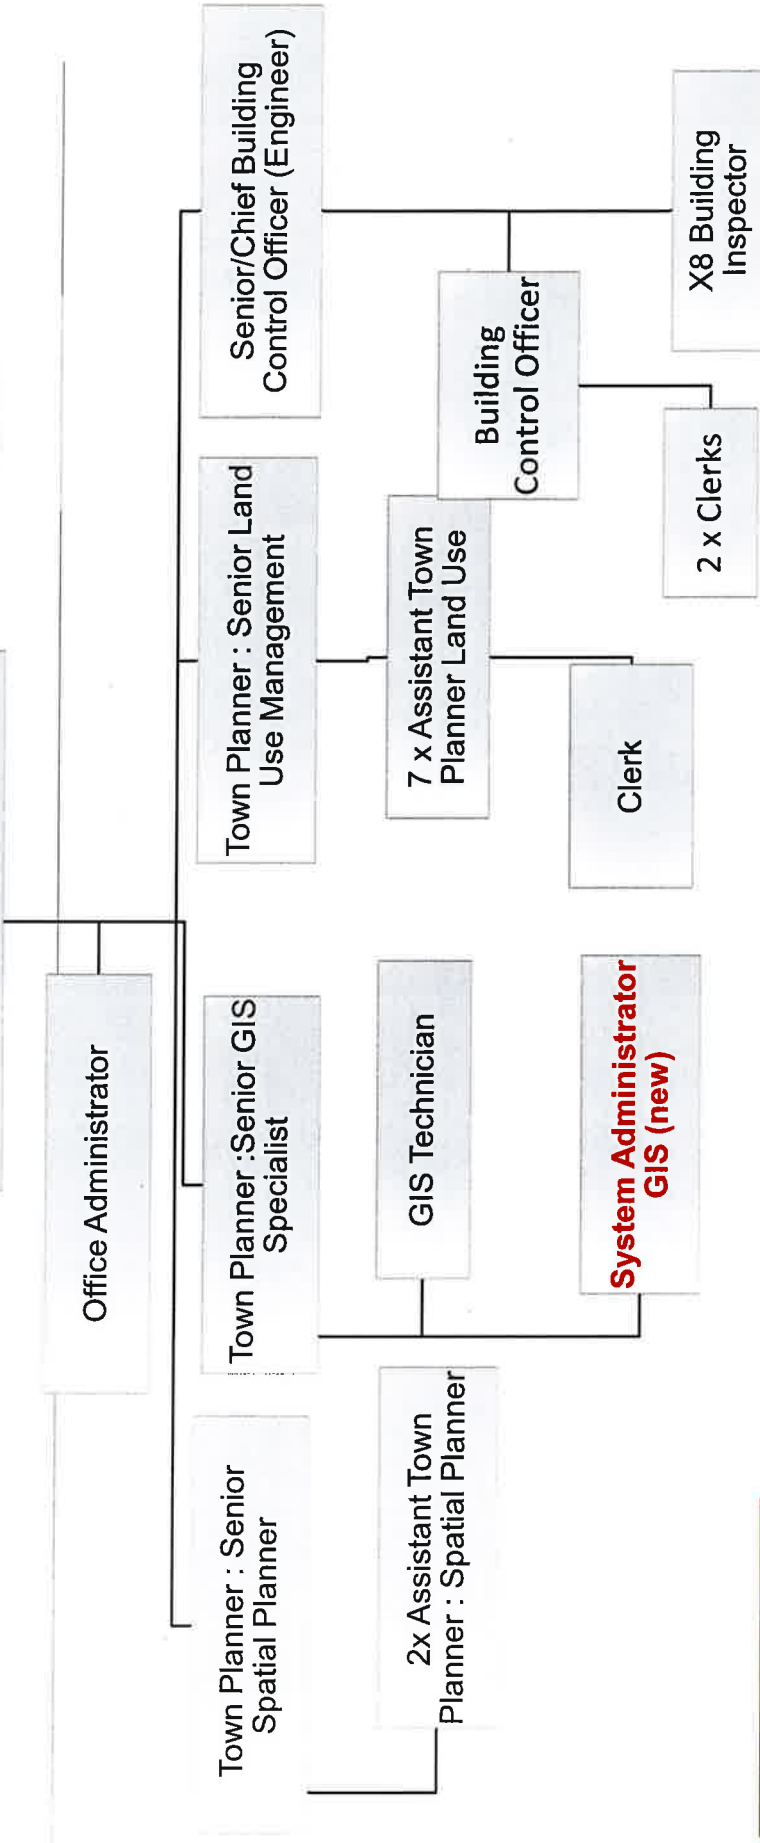 Office Administrator
Town Planner : Senior
Spatial Planner
Town Planner :Senior GIS
Specialist
Town Planner : Senior Land
Use Management
Senior/Chief Building
Control Officer (Engineer)
2x Assistant Town
Planner : Spatial Planner
GIS Technician
7 x Assistant Town
Planner Land Use
Building
Control Officer
System Administrator
GIS (new)
Clerk
2 x Clerks
X8 Building
Inspector